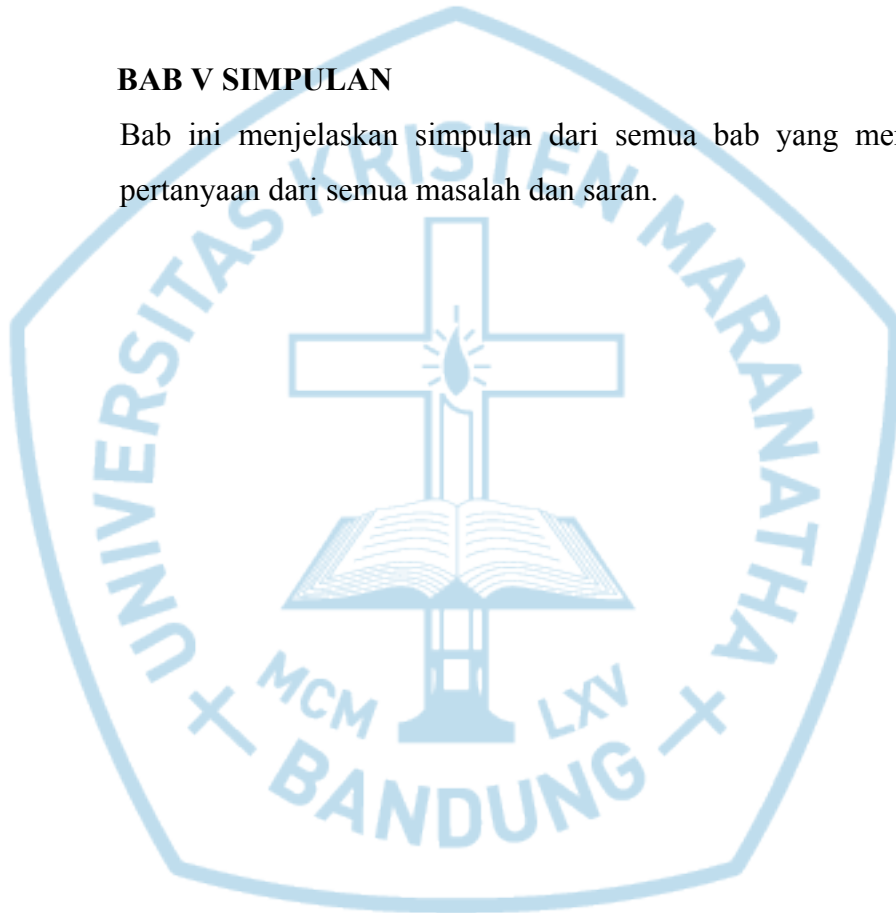 BAB V SIMPULAN
Bab ini menjelaskan simpulan dari semua bab yang
pertanyaan dari semua masalah dan saran.
UNIVERSITAS KRISTEN MARANATHA
MCM LXV
BANDUNG